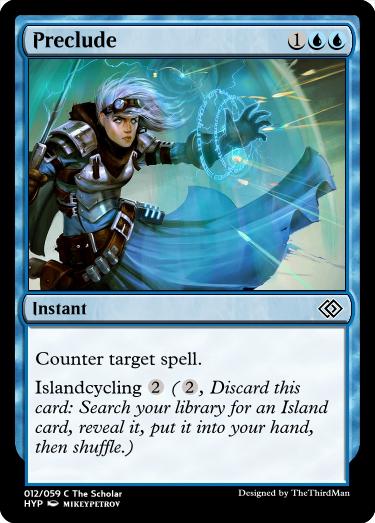 Preclude 1
Instant
Counter target spell.
Islandcycling 2 ( 2, Discard this
card: Search your library for an Island
card, reveal it, put it into your hand,
then shuffle.)
012/059 C The Scholar
HYP MIKEYPETROV
Designed by TheThirdMan